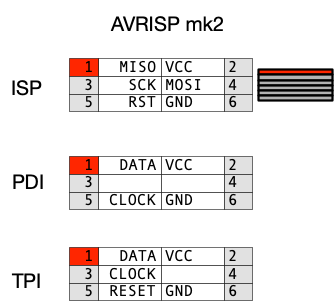 AVRISP mk2
ISP
1 MISO VCC 2
3 SCK MOSI 4
5 RST GND 6
PDI
1 DATA VCC 2
3 4
5 CLOCK GND 6
TPI
1 DATA VCC 2
3 CLOCK 4
5 RESET GND 6